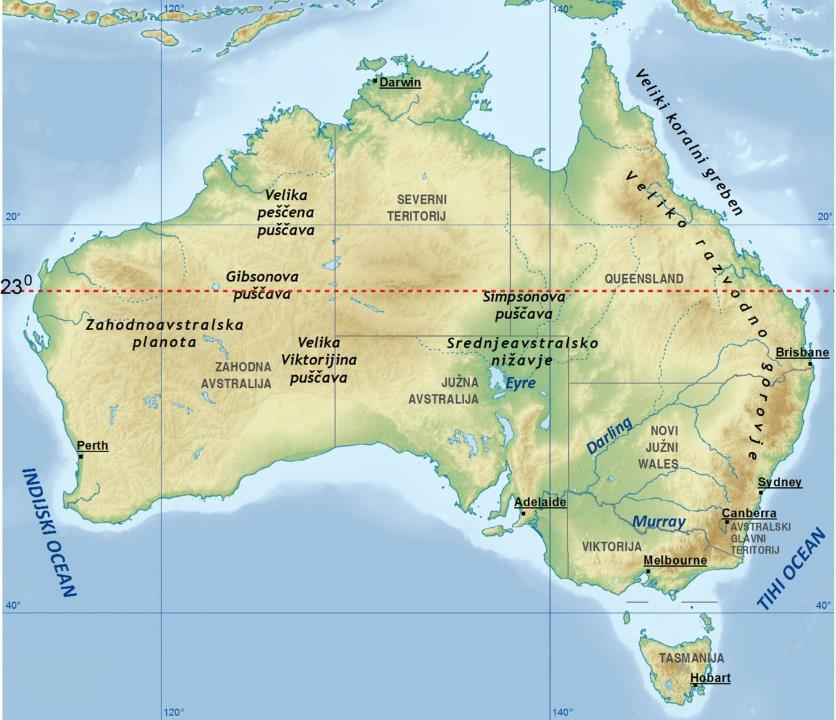 120°
140°
Darwin
Veliki koralni greben
Velika
peščena
puščava
SEVERNI
TERITORIJ
Veliko razvodno gorovje
20°
20°
Gibsonova
puščava
QUEENSLAND
23⁰
Simpsonova
puščava
Zahodnoavstralska
planota
Velika
Viktorijina
puščava
Srednjeavstralsko
nižavje
Brisbane
ZAHODNA
AVSTRALIJA
JUŽNA
AVSTRALIJA
Eyre
Darling
NOVI
JUŽNI
WALES
Perth
INDIJSKI OCEAN
Sydney
Adelaide
Canberra
Murray
AVSTRALSKI
GLAVNI
TERITORIJ
VIKTORIJA
Melbourne
TIHI OCEAN
40°
40°
TASMANIJA
Hobart
120°
140°